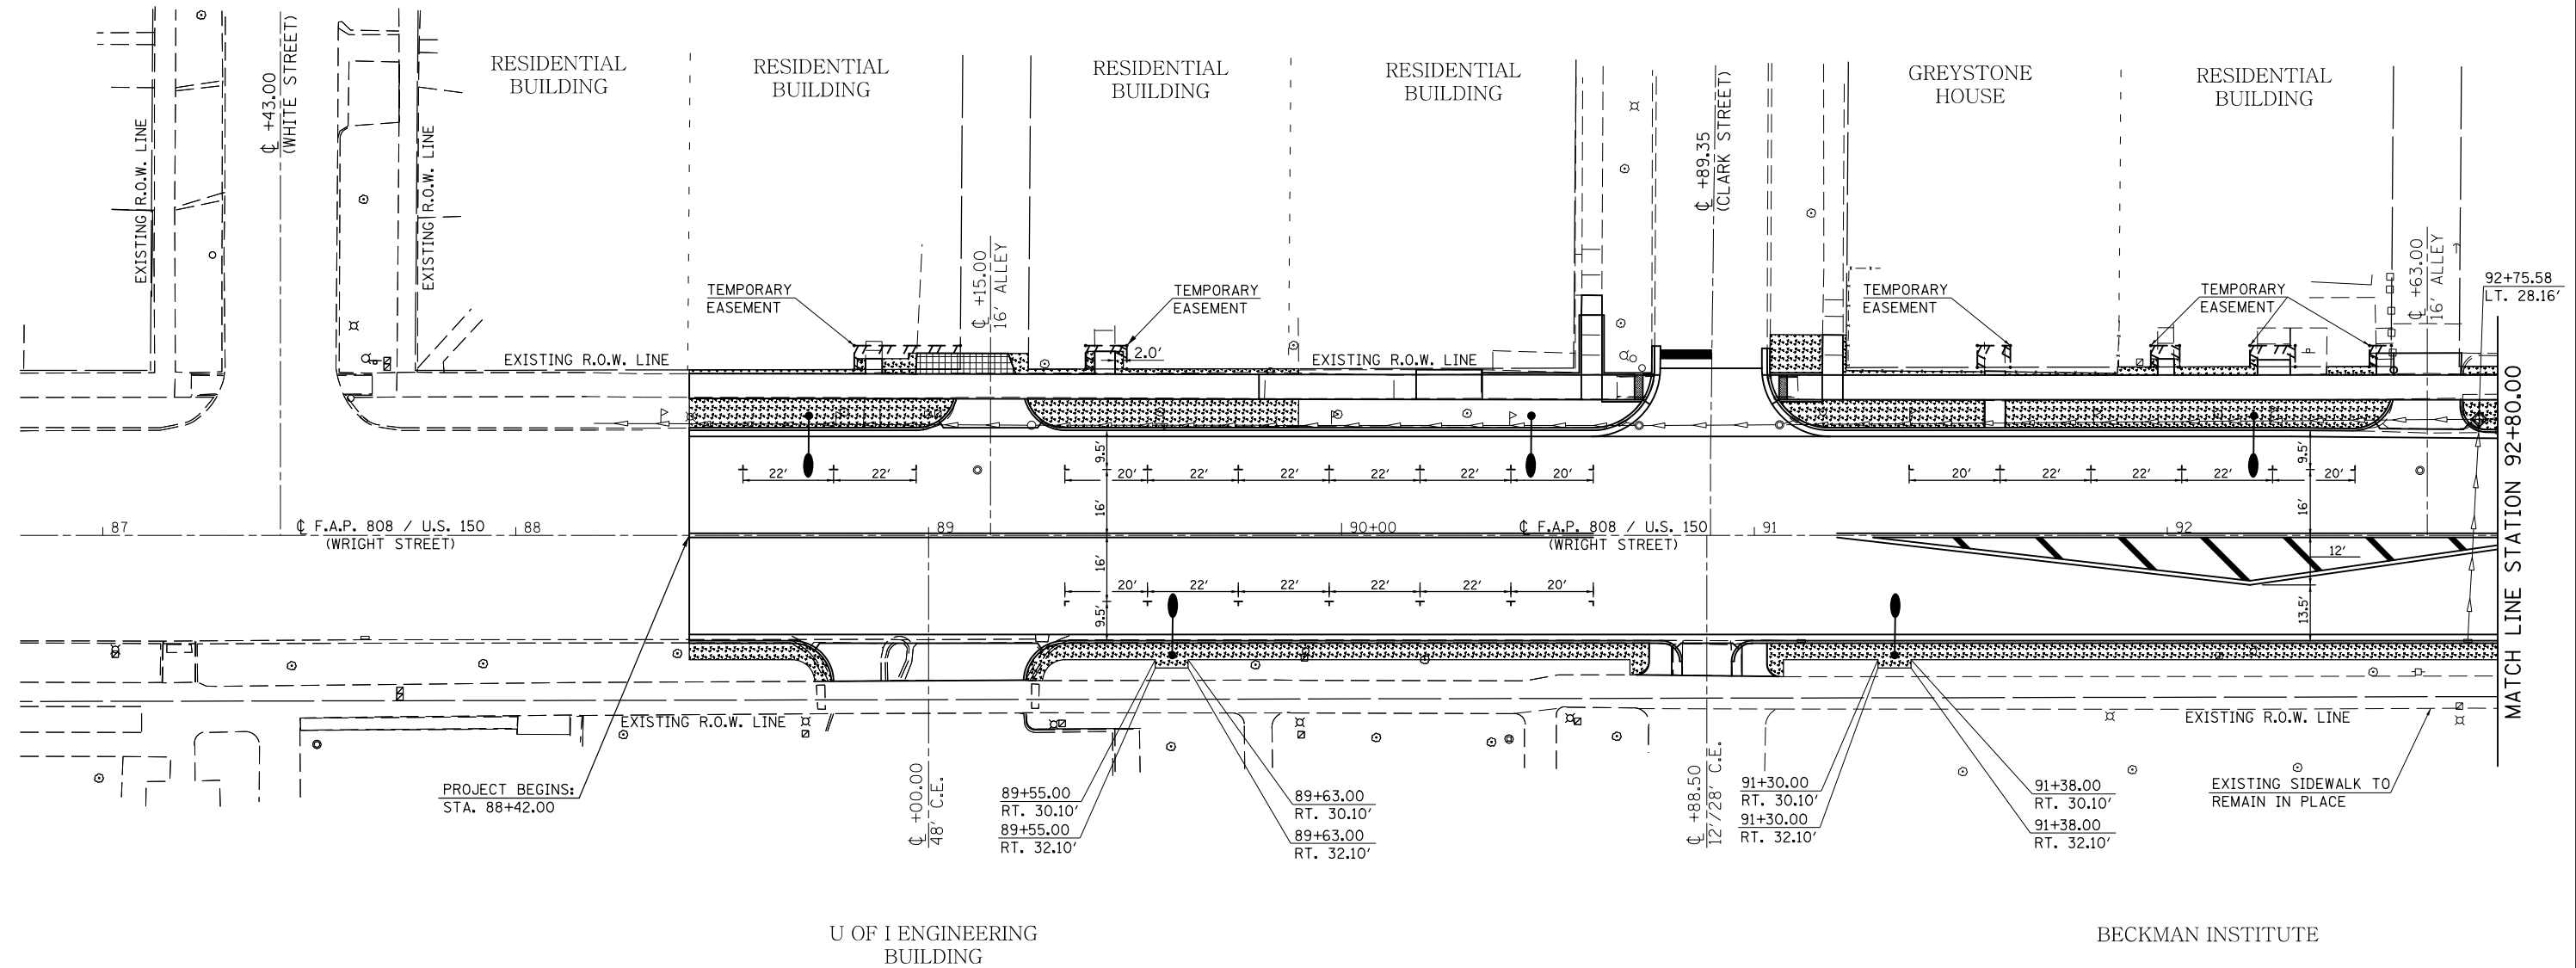 RESIDENTIAL
BUILDING
RESIDENTIAL
BUILDING
RESIDENTIAL
BUILDING
RESIDENTIAL
BUILDING
GREYSTONE
HOUSE
RESIDENTIAL
BUILDING
℄ +43.00
(WHITE STREET)
EXISTING R.O.W. LINE
EXISTING R.O.W. LINE
℄ +15.00
16' ALLEY
℄ +89.35
(CLARK STREET)
℄ +63.00
16' ALLEY
92+75.58
LT. 28.16'
TEMPORARY
EASEMENT
TEMPORARY
EASEMENT
TEMPORARY
EASEMENT
TEMPORARY
EASEMENT
2.0'
EXISTING R.O.W. LINE
EXISTING R.O.W. LINE
MATCH LINE STATION 92+80.00
9.5'
9.5'
22'
22'
20'
22'
22'
22'
22'
20'
20'
22'
22'
22'
20'
16'
16'
87
℄ F.A.P. 808 / U.S. 150
(WRIGHT STREET)
88
89
90+00
℄ F.A.P. 808 / U.S. 150
(WRIGHT STREET)
91
92
12'
16'
20'
22'
22'
22'
22'
20'
9.5'
13.5'
EXISTING R.O.W. LINE
EXISTING R.O.W. LINE
PROJECT BEGINS:
STA. 88+42.00
℄ +00.00
48' C.E.
89+55.00
RT. 30.10'
89+55.00
RT. 32.10'
89+63.00
RT. 30.10'
89+63.00
RT. 32.10'
℄ +88.50
12'/28' C.E.
91+30.00
RT. 30.10'
91+30.00
RT. 32.10'
91+38.00
RT. 30.10'
91+38.00
RT. 32.10'
EXISTING SIDEWALK TO
REMAIN IN PLACE
U OF I ENGINEERING
BUILDING
BECKMAN INSTITUTE